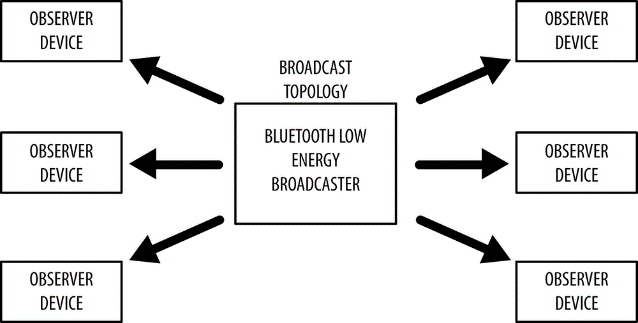 OBSERVER
DEVICE
OBSERVER
DEVICE
BROADCAST
TOPOLOGY
BLUETOOTH LOW
ENERGY
BROADCASTER
OBSERVER
DEVICE
OBSERVER
DEVICE
OBSERVER
DEVICE
OBSERVER
DEVICE